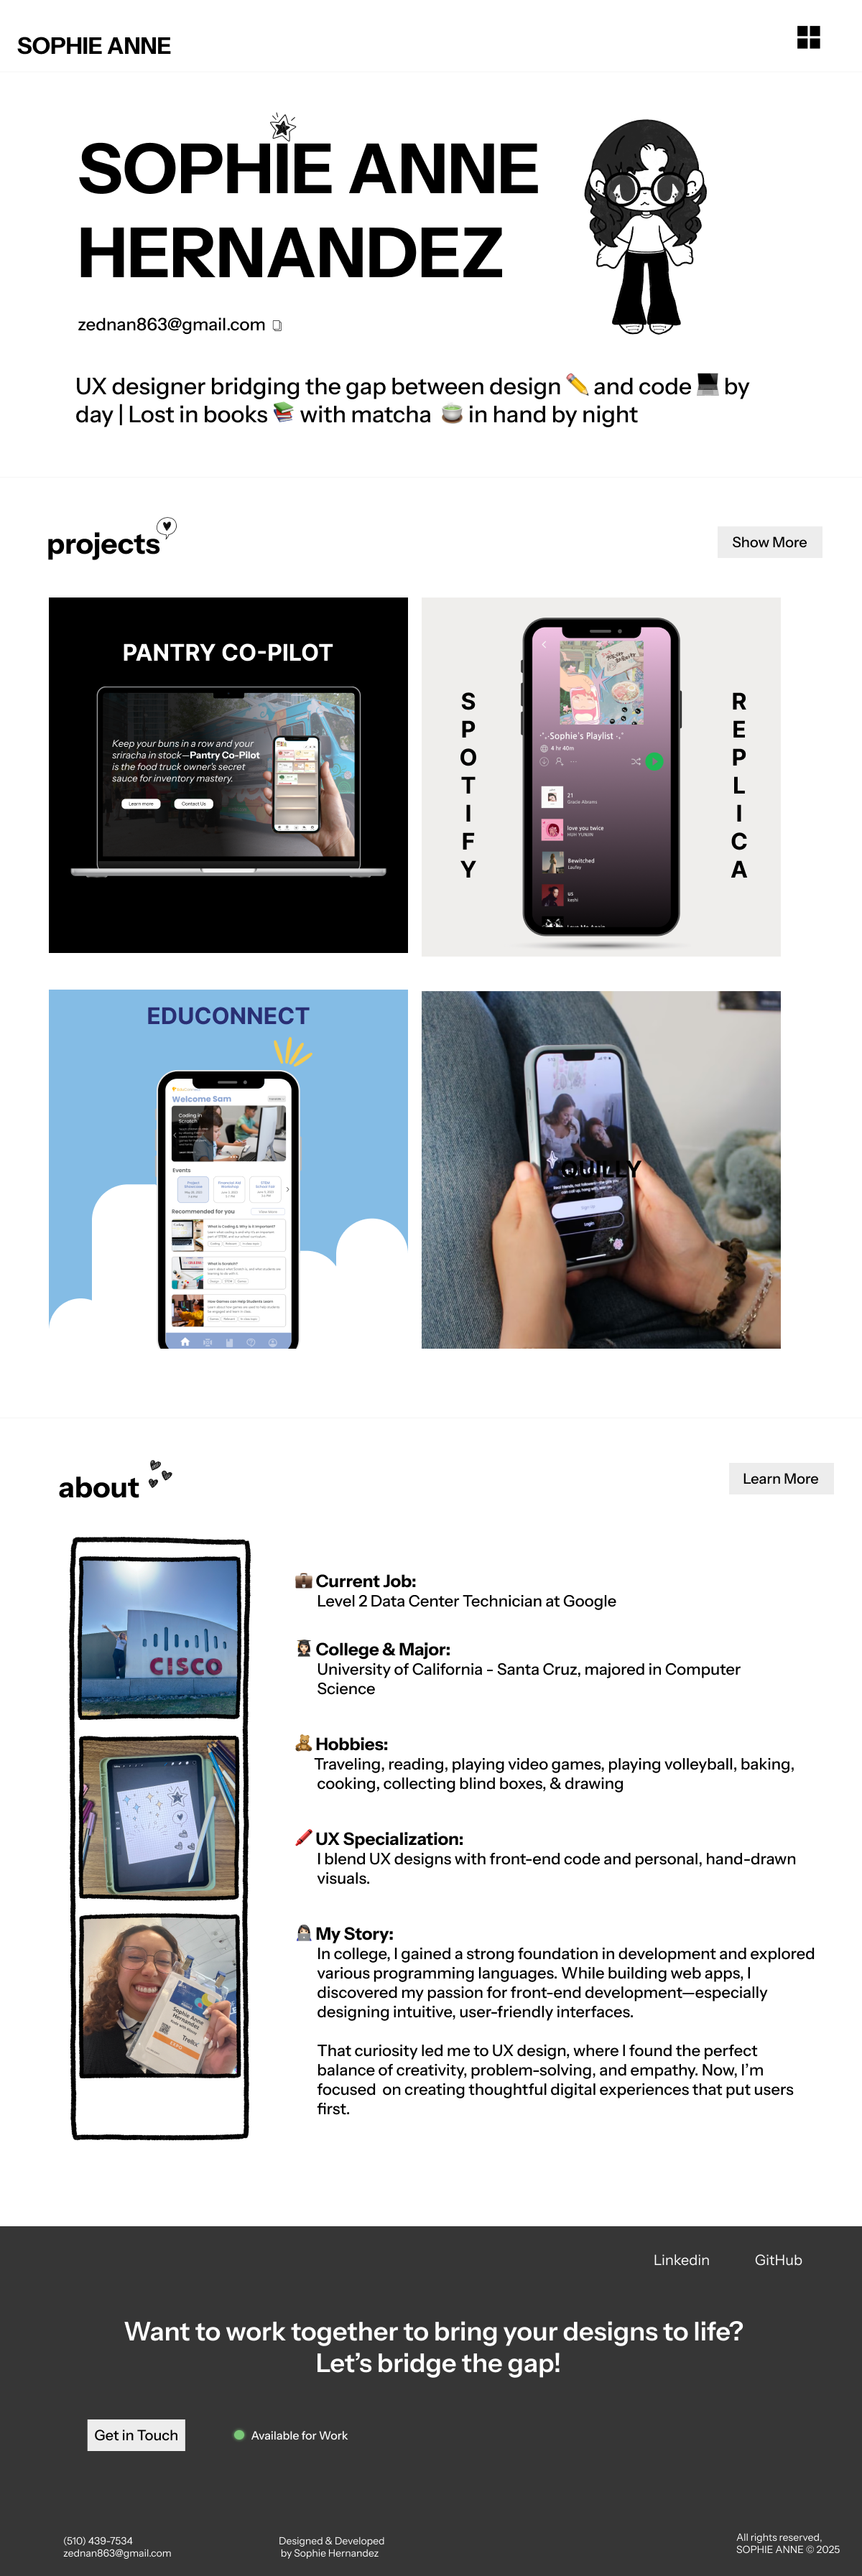 SOPHIE ANNE
SOPHIE ANNE
HERNANDEZ
zednan863@gmail.com
UX designer bridging the gap between design ✏️ and code 💻 by
day | Lost in books 📚 with matcha 🍵 in hand by night
projects
Show More
PANTRY CO-PILOT
Keep your buns in a row and your
sriracha in stock—Pantry Co-Pilot
is the food truck owner's secret
sauce for inventory mastery.
Learn more
Contact Us
SPOTIFY
REPLICA
Sophie's Playlist
4 hr 40m
21
Gracie Abrams
love you twice
HUH YUNJIN
Bewitched
Laufey
keshi
EDUCONNECT
Welcome Sam
Coding in
Scratch
Events
Recommended for you
What is Coding & Why is it Important?
What is Scratch?
QUILLY
Login
about
Learn More
💼 Current Job:
Level 2 Data Center Technician at Google
👩🏻‍🎓 College & Major:
University of California - Santa Cruz, majored in Computer
Science
🧸 Hobbies:
Traveling, reading, playing video games, playing volleyball, baking,
cooking, collecting blind boxes, & drawing
🖍️ UX Specialization:
I blend UX designs with front-end code and personal, hand-drawn
visuals.
👩🏻‍💻 My Story:
In college, I gained a strong foundation in development and explored
various programming languages. While building web apps, I
discovered my passion for front-end development—especially
designing intuitive, user-friendly interfaces.
That curiosity led me to UX design, where I found the perfect
balance of creativity, problem-solving, and empathy. Now, I'm
focused on creating thoughtful digital experiences that put users
first.
CISCO
Sophie Anne
Hernandez
Trellix
Linkedin
GitHub
Want to work together to bring your designs to life?
Let's bridge the gap!
Get in Touch
Available for Work
(510) 439-7534
zednan863@gmail.com
Designed & Developed
by Sophie Hernandez
All rights reserved,
SOPHIE ANNE © 2025